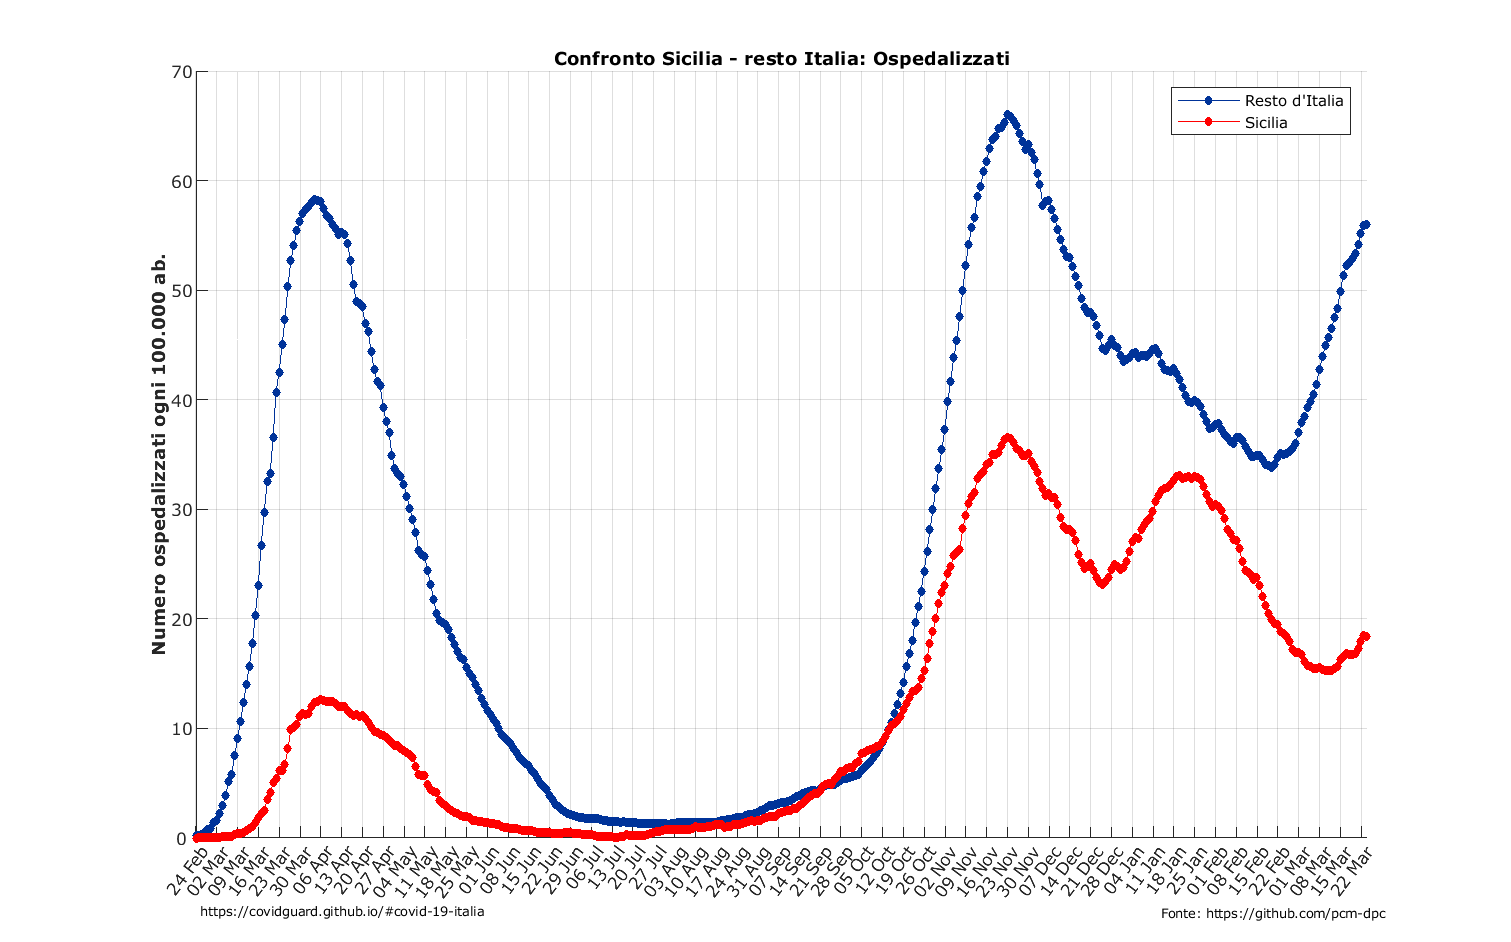 Confronto Sicilia - resto Italia: Ospedalizzati
Resto d'Italia
Sicilia
Numero ospedalizzati ogni 100.000 ab.
70
60
50
40
30
20
10
0
24 Feb
02 Mar
09 Mar
16 Mar
23 Mar
30 Mar
06 Apr
13 Apr
20 Apr
27 Apr
04 May
11 May
18 May
25 May
01 Jun
08 Jun
15 Jun
22 Jun
29 Jun
06 Jul
13 Jul
20 Jul
27 Jul
03 Aug
10 Aug
17 Aug
24 Aug
31 Aug
07 Sep
14 Sep
21 Sep
28 Sep
05 Oct
12 Oct
19 Oct
26 Oct
02 Nov
09 Nov
16 Nov
23 Nov
30 Nov
07 Dec
14 Dec
21 Dec
28 Dec
04 Jan
11 Jan
18 Jan
25 Jan
01 Feb
08 Feb
15 Feb
22 Feb
01 Mar
08 Mar
15 Mar
22 Mar
https://covidguard.github.io/#covid-19-italia
Fonte: https://github.com/pcm-dpc